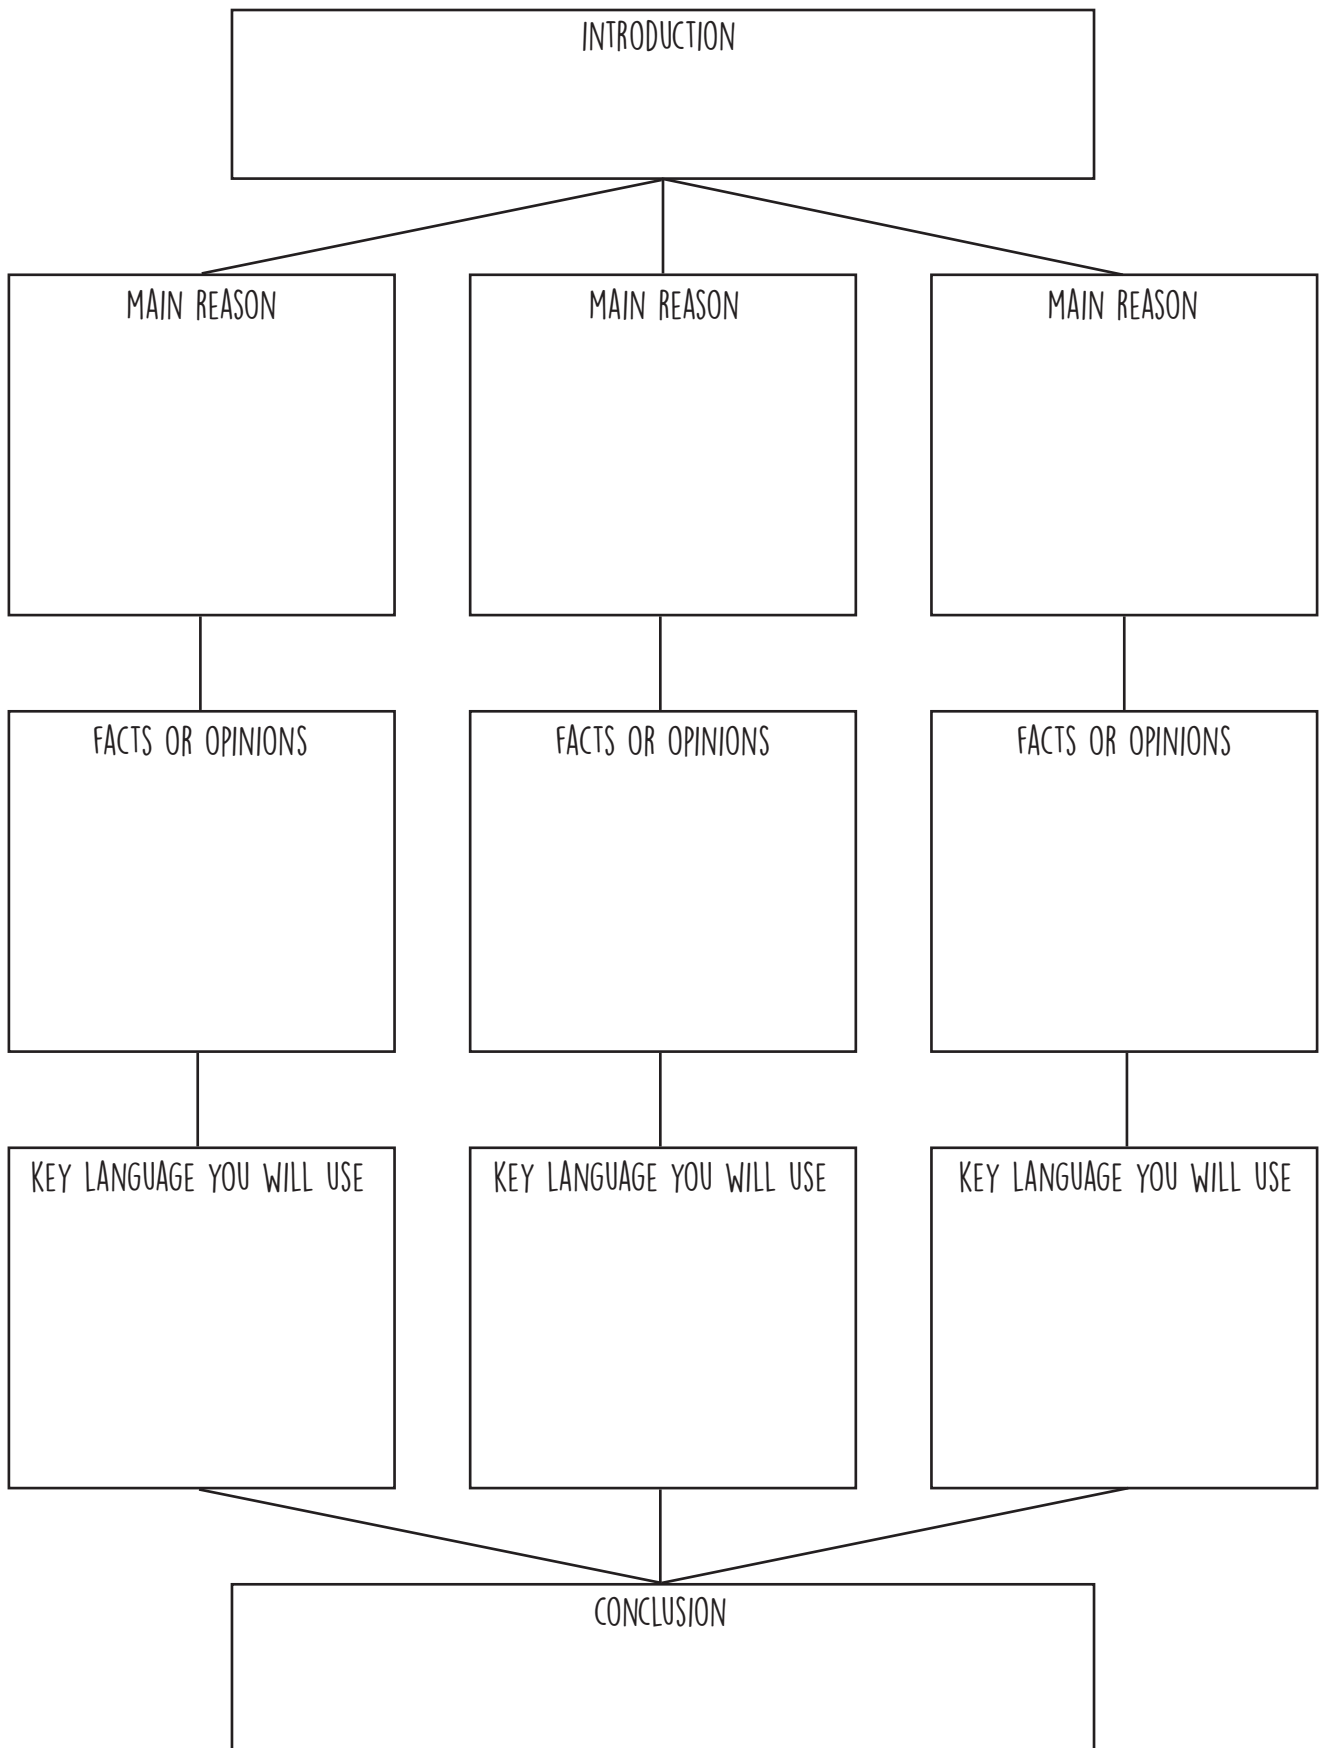 INTRODUCTION
MAIN REASON
MAIN REASON
MAIN REASON
FACTS OR OPINIONS
FACTS OR OPINIONS
FACTS OR OPINIONS
KEY LANGUAGE YOU WILL USE
KEY LANGUAGE YOU WILL USE
KEY LANGUAGE YOU WILL USE
CONCLUSION